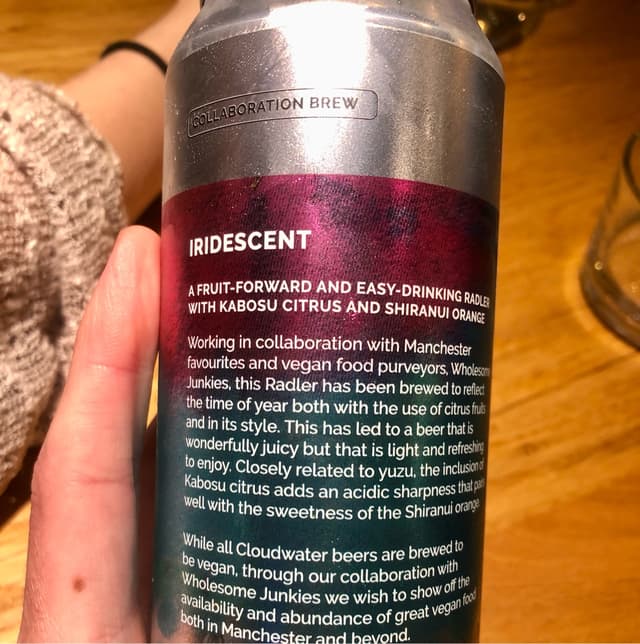 COLLABORATION BREW
IRIDESCENT
A FRUIT-FORWARD AND EASY-DRINKING RADLER
WITH KABOSU CITRUS AND SHIRANUI ORANGE
Working in collaboration with Manchester
favourites and vegan food purveyors, Wholesome
Junkies, this Radler has been brewed to reflect
the time of year both with the use of citrus fruits
and in its style. This has led to a beer that is
wonderfully juicy but that is light and refreshing
to enjoy. Closely related to yuzu, the inclusion of
Kabosu citrus adds an acidic sharpness that pairs
well with the sweetness of the Shiranui orange.
While all Cloudwater beers are brewed to
be vegan, through our collaboration with
Wholesome Junkies we wish to show off the
availability and abundance of great vegan food
both in Manchester and beyond.